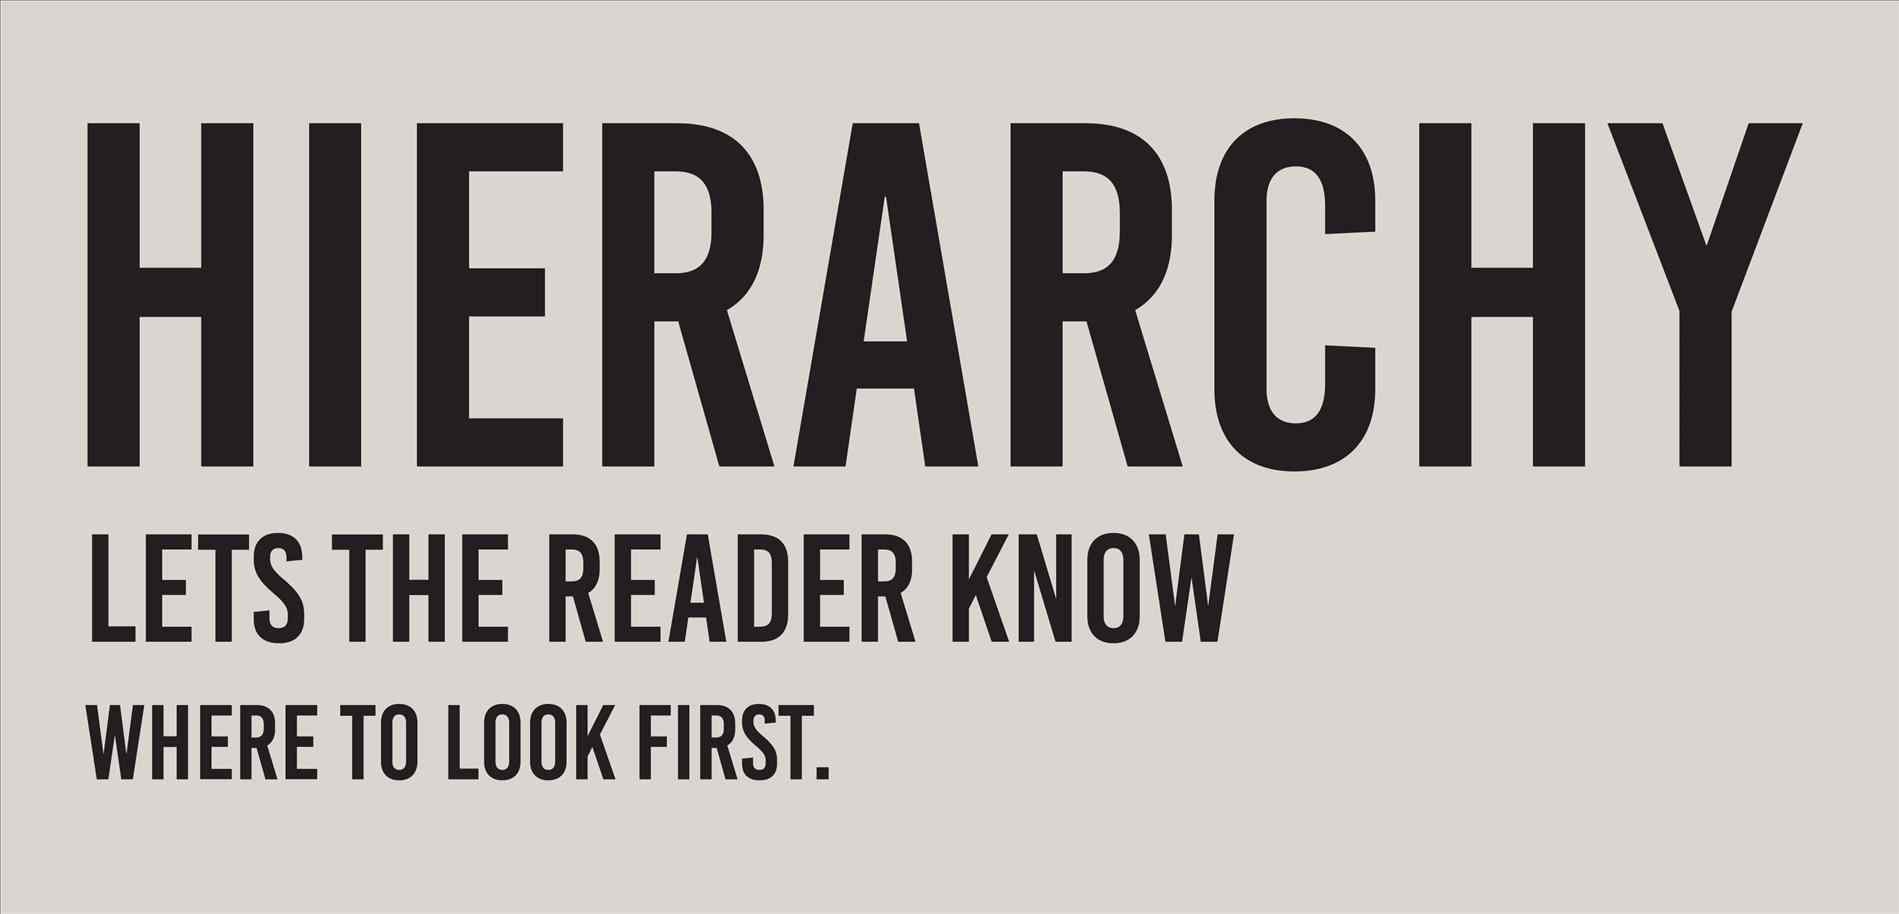 HIERARCHY
LETS THE READER KNOW
WHERE TO LOOK FIRST.